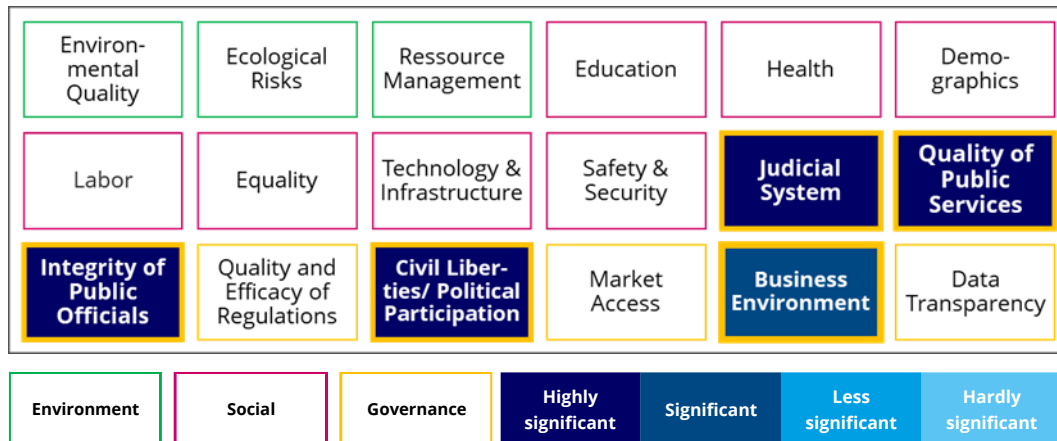 Environ-
mental
Quality
Ecological
Risks
Ressource
Management
Education
Health
Demo-
graphics
Labor
Equality
Technology &
Infrastructure
Safety &
Security
Judicial
System
Quality of
Public
Services
Integrity of
Public
Officials
Quality and
Efficacy of
Regulations
Civil Liber-
ties/ Political
Participation
Market
Access
Business
Environment
Data
Transparency
Environment
Social
Governance
Highly
significant
Significant
Less
significant
Hardly
significant